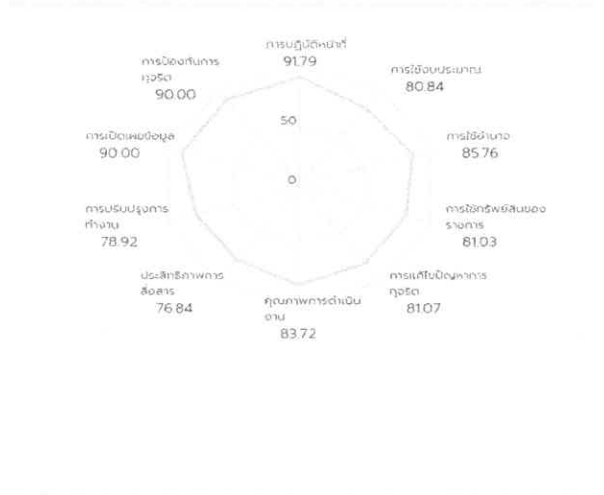 การปฏิบัติหน้าที่
91.79
การใช้งบประมาณ
80.84
การใช้อำนาจ
85.76
การใช้ทรัพย์สินของ
ราชการ
81.03
การแก้ไขปัญหาการ
ทุจริต
81.07
คุณภาพการดำเนิน
งาน
83.72
ประสิทธิภาพการ
สื่อสาร
76.84
การปรับปรุงการ
ทำงาน
78.92
การเปิดเผยข้อมูล
90.00
การป้องกันการ
ทุจริต
90.00
50
0